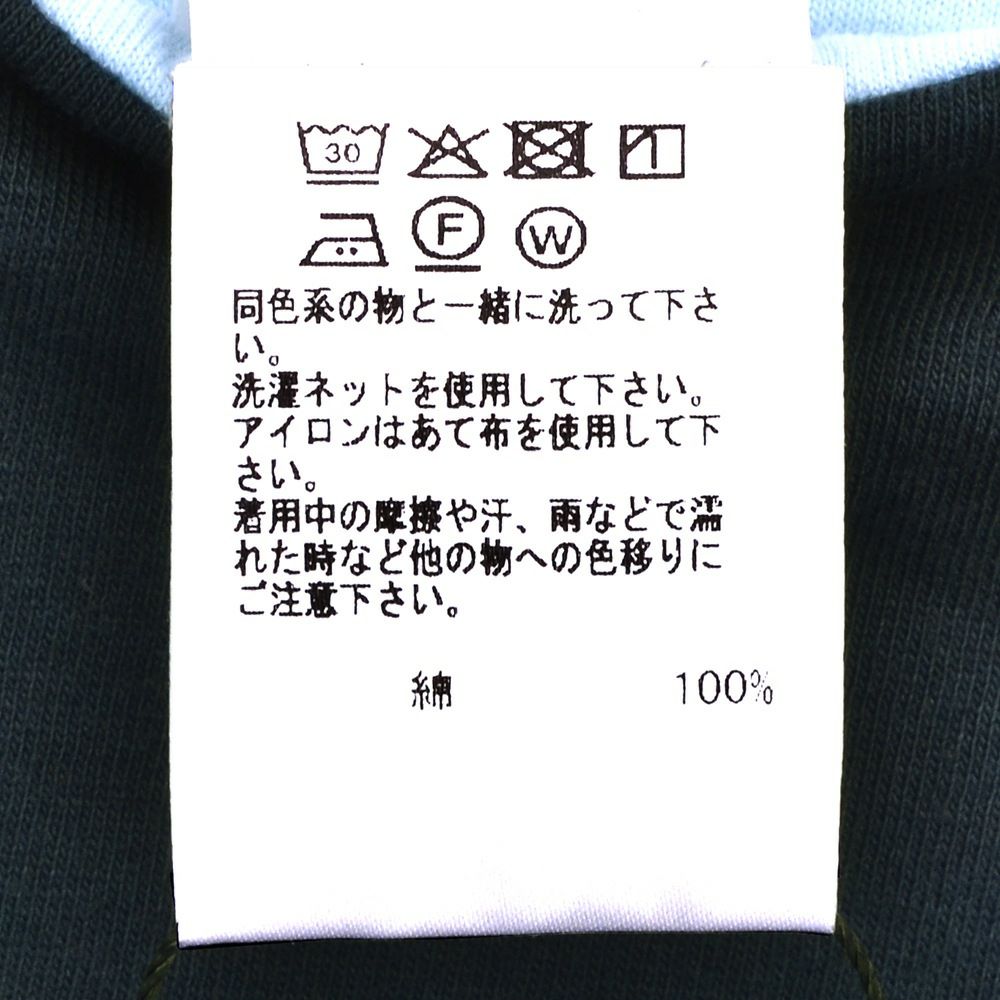 30
F W
同色系の物と一緒に洗って下さ
い。
洗濯ネットを使用して下さい。
アイロンはあて布を使用して下
さい。
着用中の摩擦や汗、雨などで濡
れた時など他の物への色移りに
ご注意下さい。
綿 100%